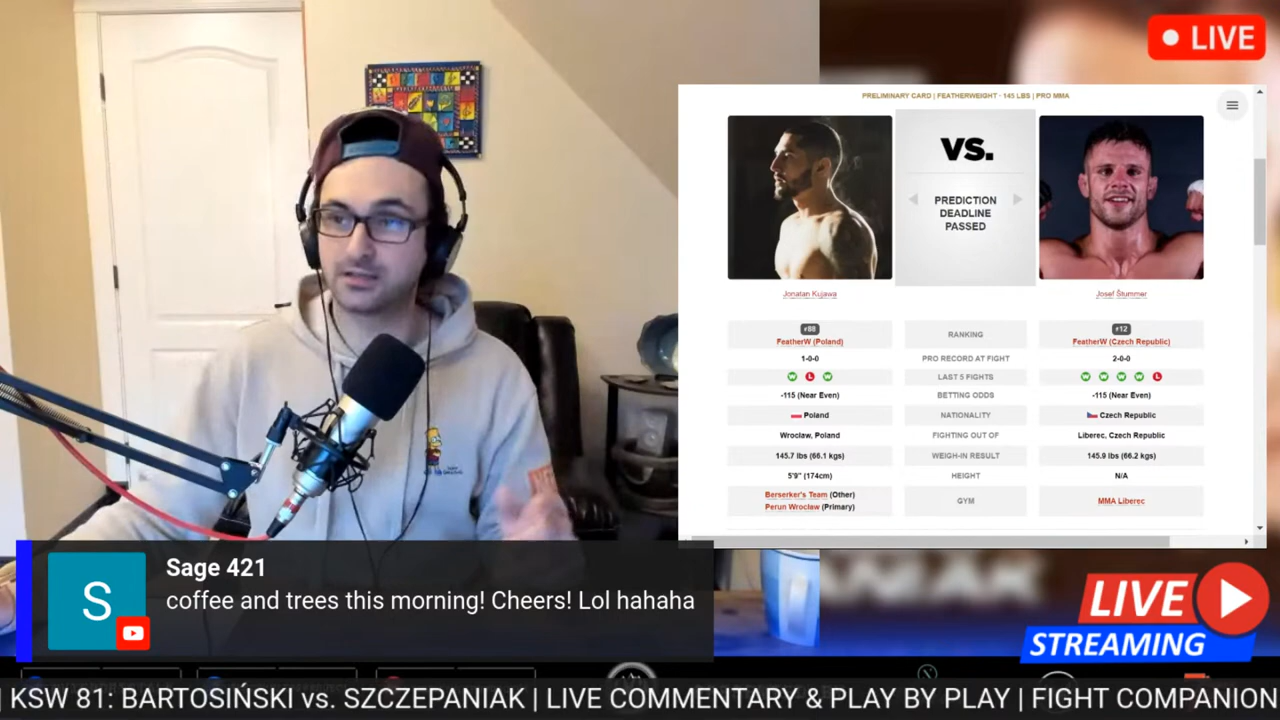 LIVE
PRELIMINARY CARD | FEATHERWEIGHT · 145 LBS | PRO MMA
VS.
PREDICTION
DEADLINE
PASSED
Jonatan Kujawa
Josef Štummer
#88 RANKING #12
FeatherW (Poland) FeatherW (Czech Republic)
1-0-0 PRO RECORD AT FIGHT 2-0-0
W L W LAST 5 FIGHTS W W W W L
-115 (Near Even) BETTING ODDS -115 (Near Even)
Poland NATIONALITY Czech Republic
Wroclaw, Poland FIGHTING OUT OF Liberec, Czech Republic
145.7 lbs (66.1 kgs) WEIGH-IN RESULT 145.9 lbs (66.2 kgs)
5'9" (174cm) HEIGHT N/A
Berserker's Team (Other)
Perun Wrocław (Primary) GYM MMA Liberec
S
Sage 421
coffee and trees this morning! Cheers! Lol hahaha
LIVE
STREAMING
| KSW 81: BARTOSIŃSKI vs. SZCZEPANIAK | LIVE COMMENTARY & PLAY BY PLAY | FIGHT COMPANION